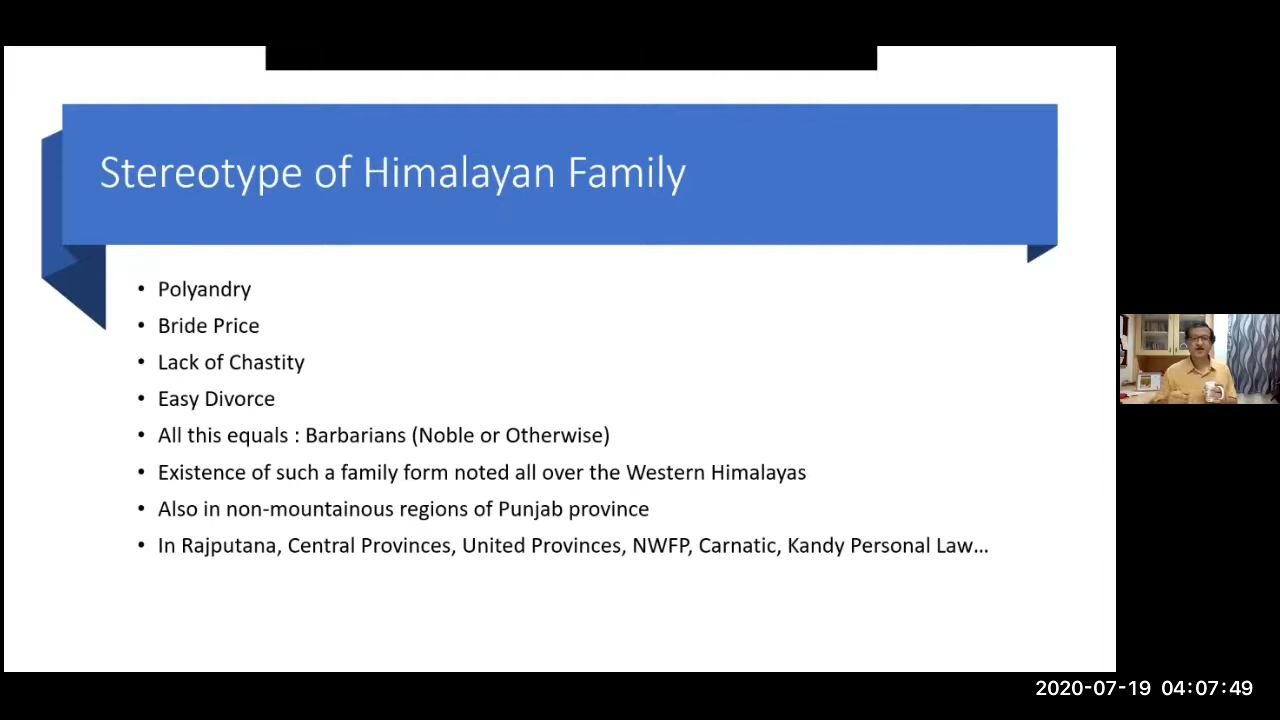 Stereotype of Himalayan Family
• Polyandry
• Bride Price
• Lack of Chastity
• Easy Divorce
• All this equals : Barbarians (Noble or Otherwise)
• Existence of such a family form noted all over the Western Himalayas
• Also in non-mountainous regions of Punjab province
• In Rajputana, Central Provinces, United Provinces, NWFP, Carnatic, Kandy Personal Law…
2020-07-19 04:07:49